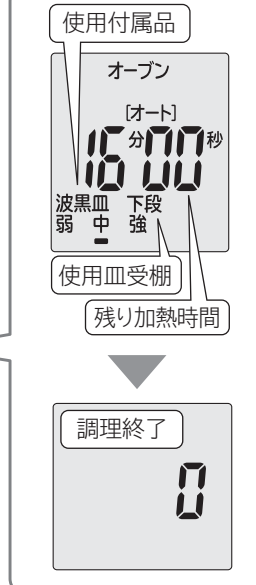 使用付属品
オーブン
[オート]
16分00秒
波黒皿 下段
弱 中 強
使用皿受棚
残り加熱時間
調理終了
0